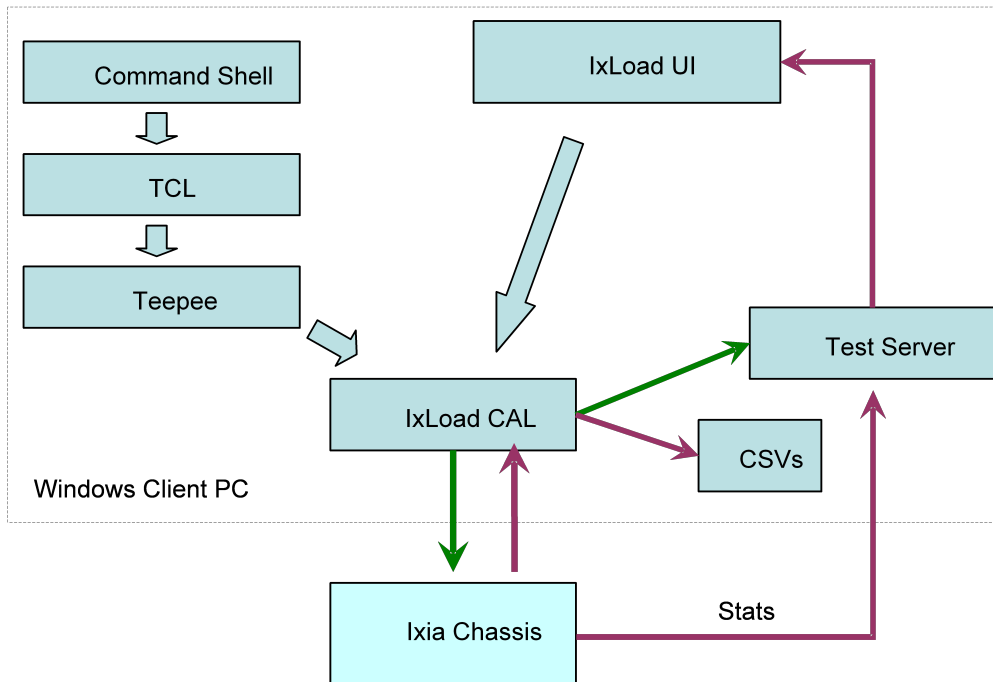 Command Shell
IxLoad UI
TCL
Teepee
Test Server
IxLoad CAL
CSVs
Windows Client PC
Stats
Ixia Chassis